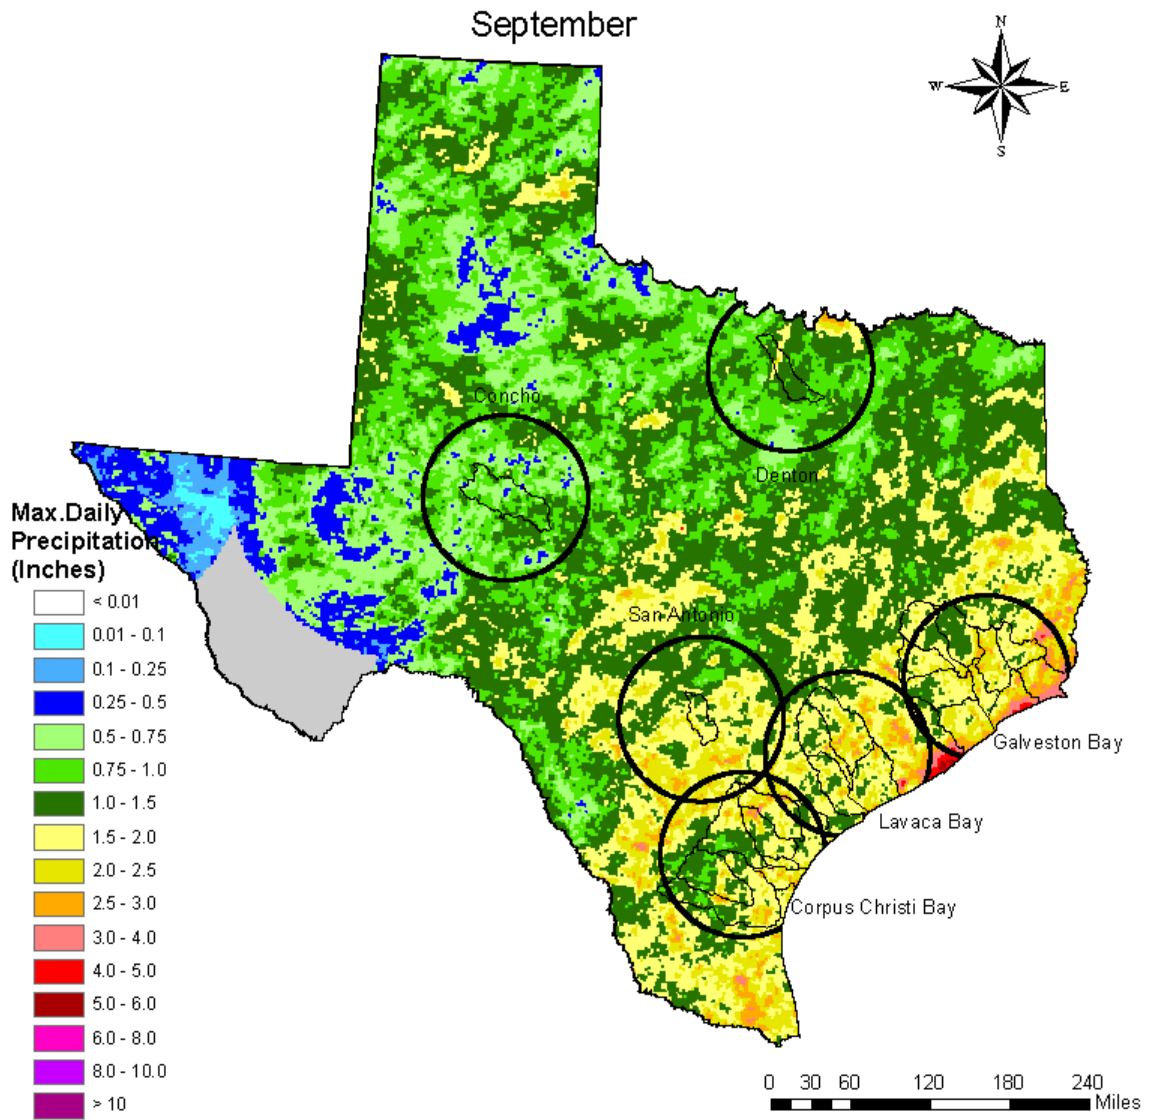 September
N
W
E
S
Concho
Denton
Max.Daily
Precipitation
(Inches)
< 0.01
0.01 - 0.1
0.1 - 0.25
0.25 - 0.5
0.5 - 0.75
0.75 - 1.0
1.0 - 1.5
1.5 - 2.0
2.0 - 2.5
2.5 - 3.0
3.0 - 4.0
4.0 - 5.0
5.0 - 6.0
6.0 - 8.0
8.0 - 10.0
> 10
San Antonio
Galveston Bay
Lavaca Bay
Corpus Christi Bay
0 30 60 120 180 240
Miles